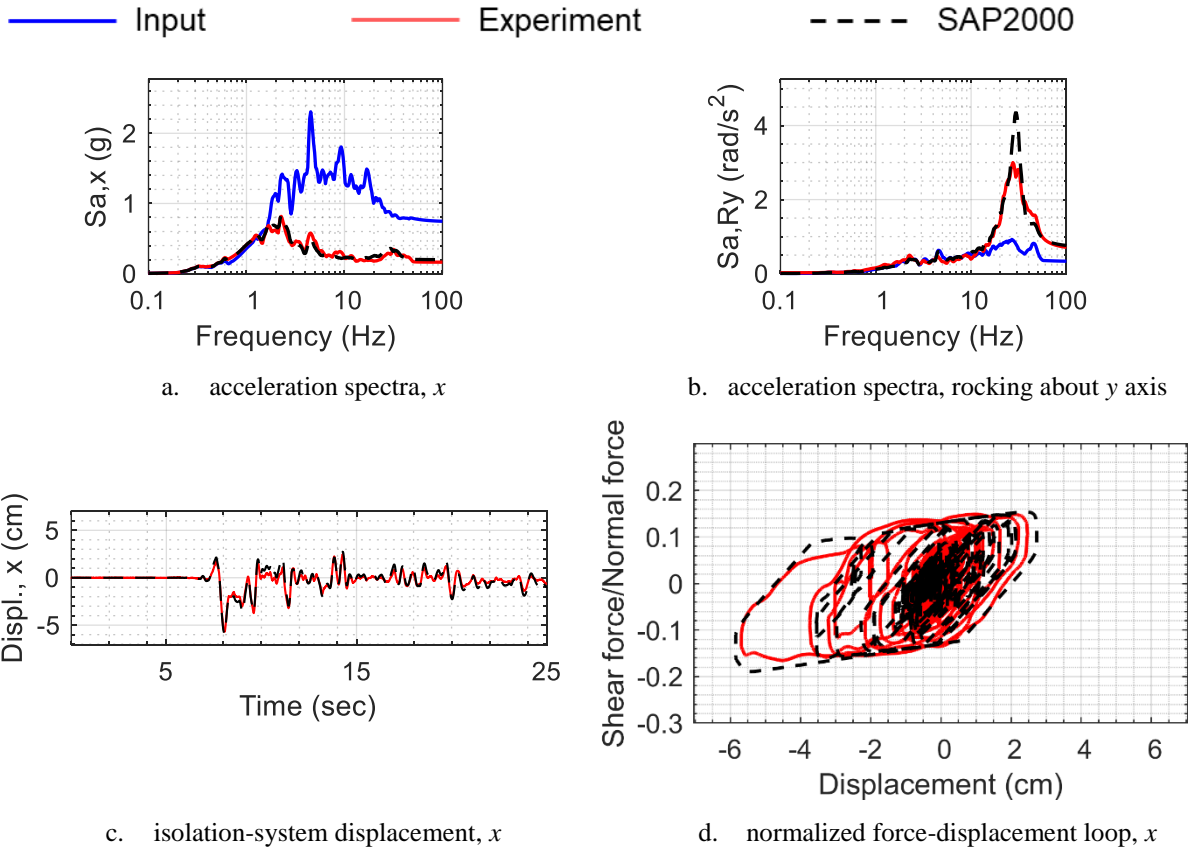 Input Experiment SAP2000
Sa,x (g)
2
1
0
0.1 1 10 100
Frequency (Hz)
a. acceleration spectra, x
Sa,Ry (rad/s²)
4
2
0
0.1 1 10 100
Frequency (Hz)
b. acceleration spectra, rocking about y axis
Displ., x (cm)
5
0
-5
5 15 25
Time (sec)
c. isolation-system displacement, x
Shear force/Normal force
0.2
0.1
0
-0.1
-0.2
-0.3
-6 -4 -2 0 2 4 6
Displacement (cm)
d. normalized force-displacement loop, x